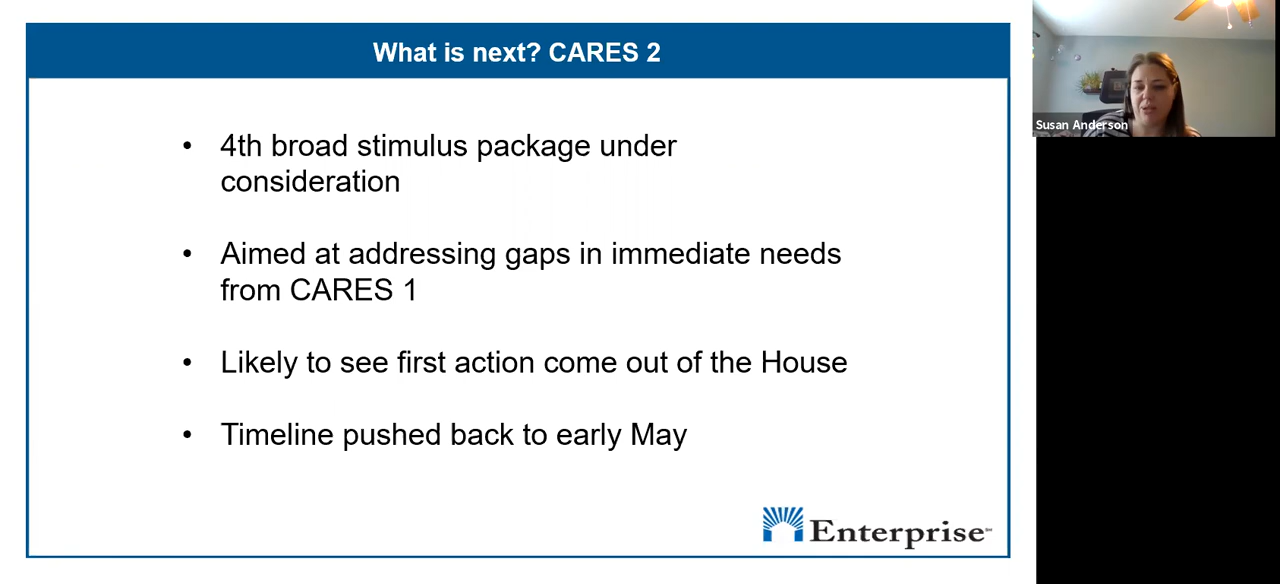 What is next? CARES 2
• 4th broad stimulus package under
consideration
• Aimed at addressing gaps in immediate needs
from CARES 1
• Likely to see first action come out of the House
• Timeline pushed back to early May
Enterprise
Susan Anderson